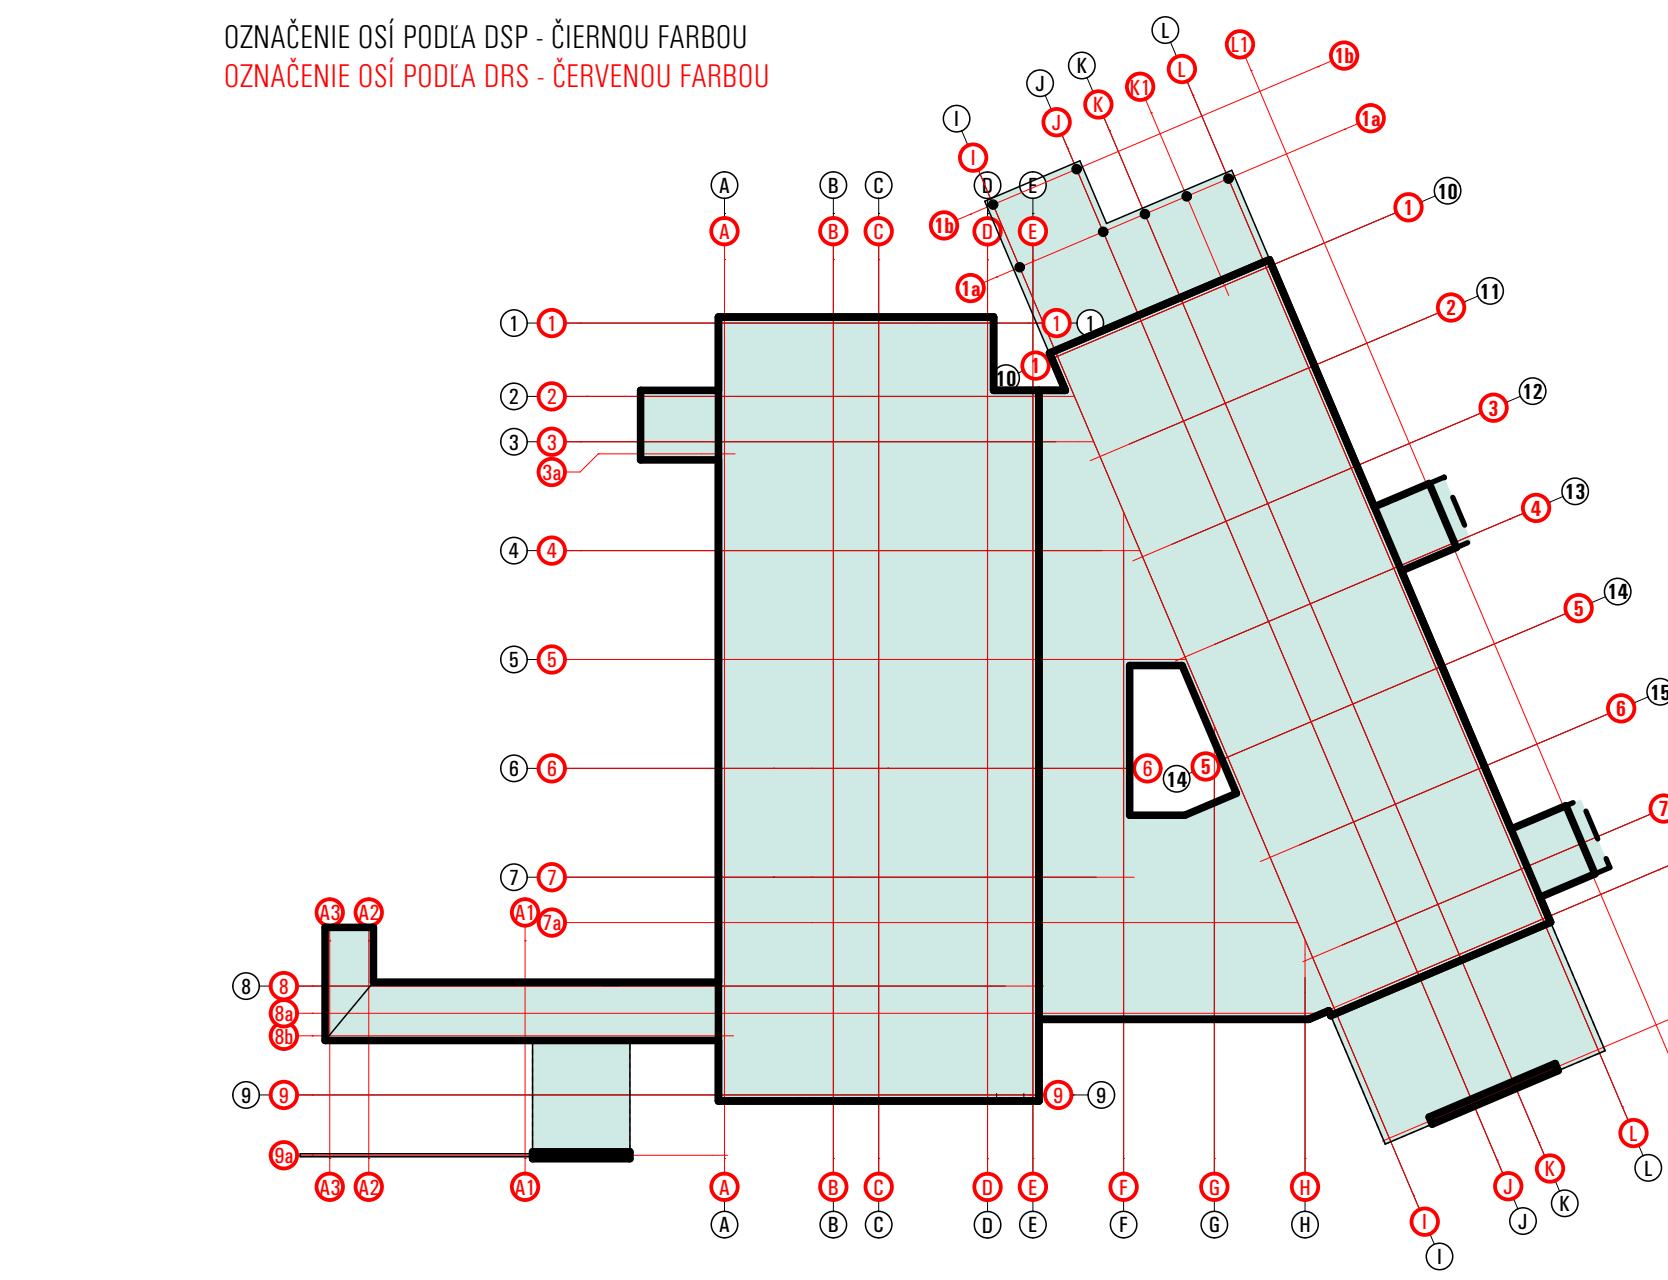 OZNAČENIE OSÍ PODĽA DSP - ČIERNOU FARBOU
OZNAČENIE OSÍ PODĽA DRS - ČERVENOU FARBOU
L L1 1b
K L
J K1
K
I J 1a
I
A B C D E
10
1
A B C 1b D E
1a
11
2
1 1 1 1
10 1
12
3
2 2
3 3
3a
13
4
4 4
14
5
5 5
15
6
6 6 6 14 5
7
7 7
A3 A2 A1 7a
8 8
8a
8b
9 9 9 9
L
9a
K L
A3 A2 A1 A B C D E F G H J
K
I J
A B C D E F G H
I